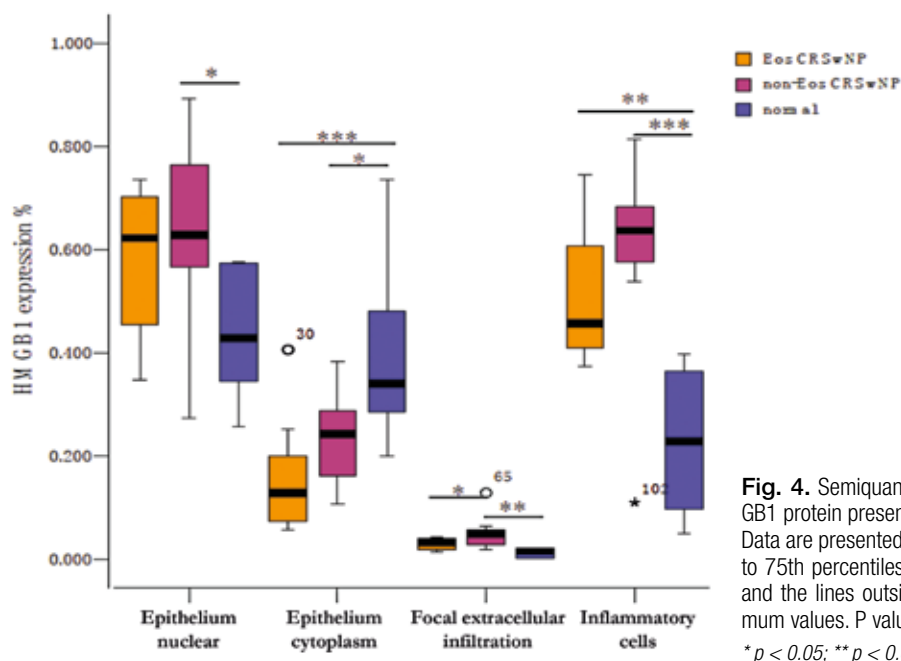 1.000
0.800
0.600
0.400
0.200
0.000
HMGB1 expression %
*
***
*
30
*
65
**
**
***
102
Eos CRSwNP
non-Eos CRSwNP
normal
Epithelium nuclear
Epithelium cytoplasm
Focal extracellular infiltration
Inflammatory cells
Fig. 4. Semiquan
GB1 protein presen
Data are presented
to 75th percentiles
and the lines outsi
mum values. P valu
* p < 0.05; ** p < 0.